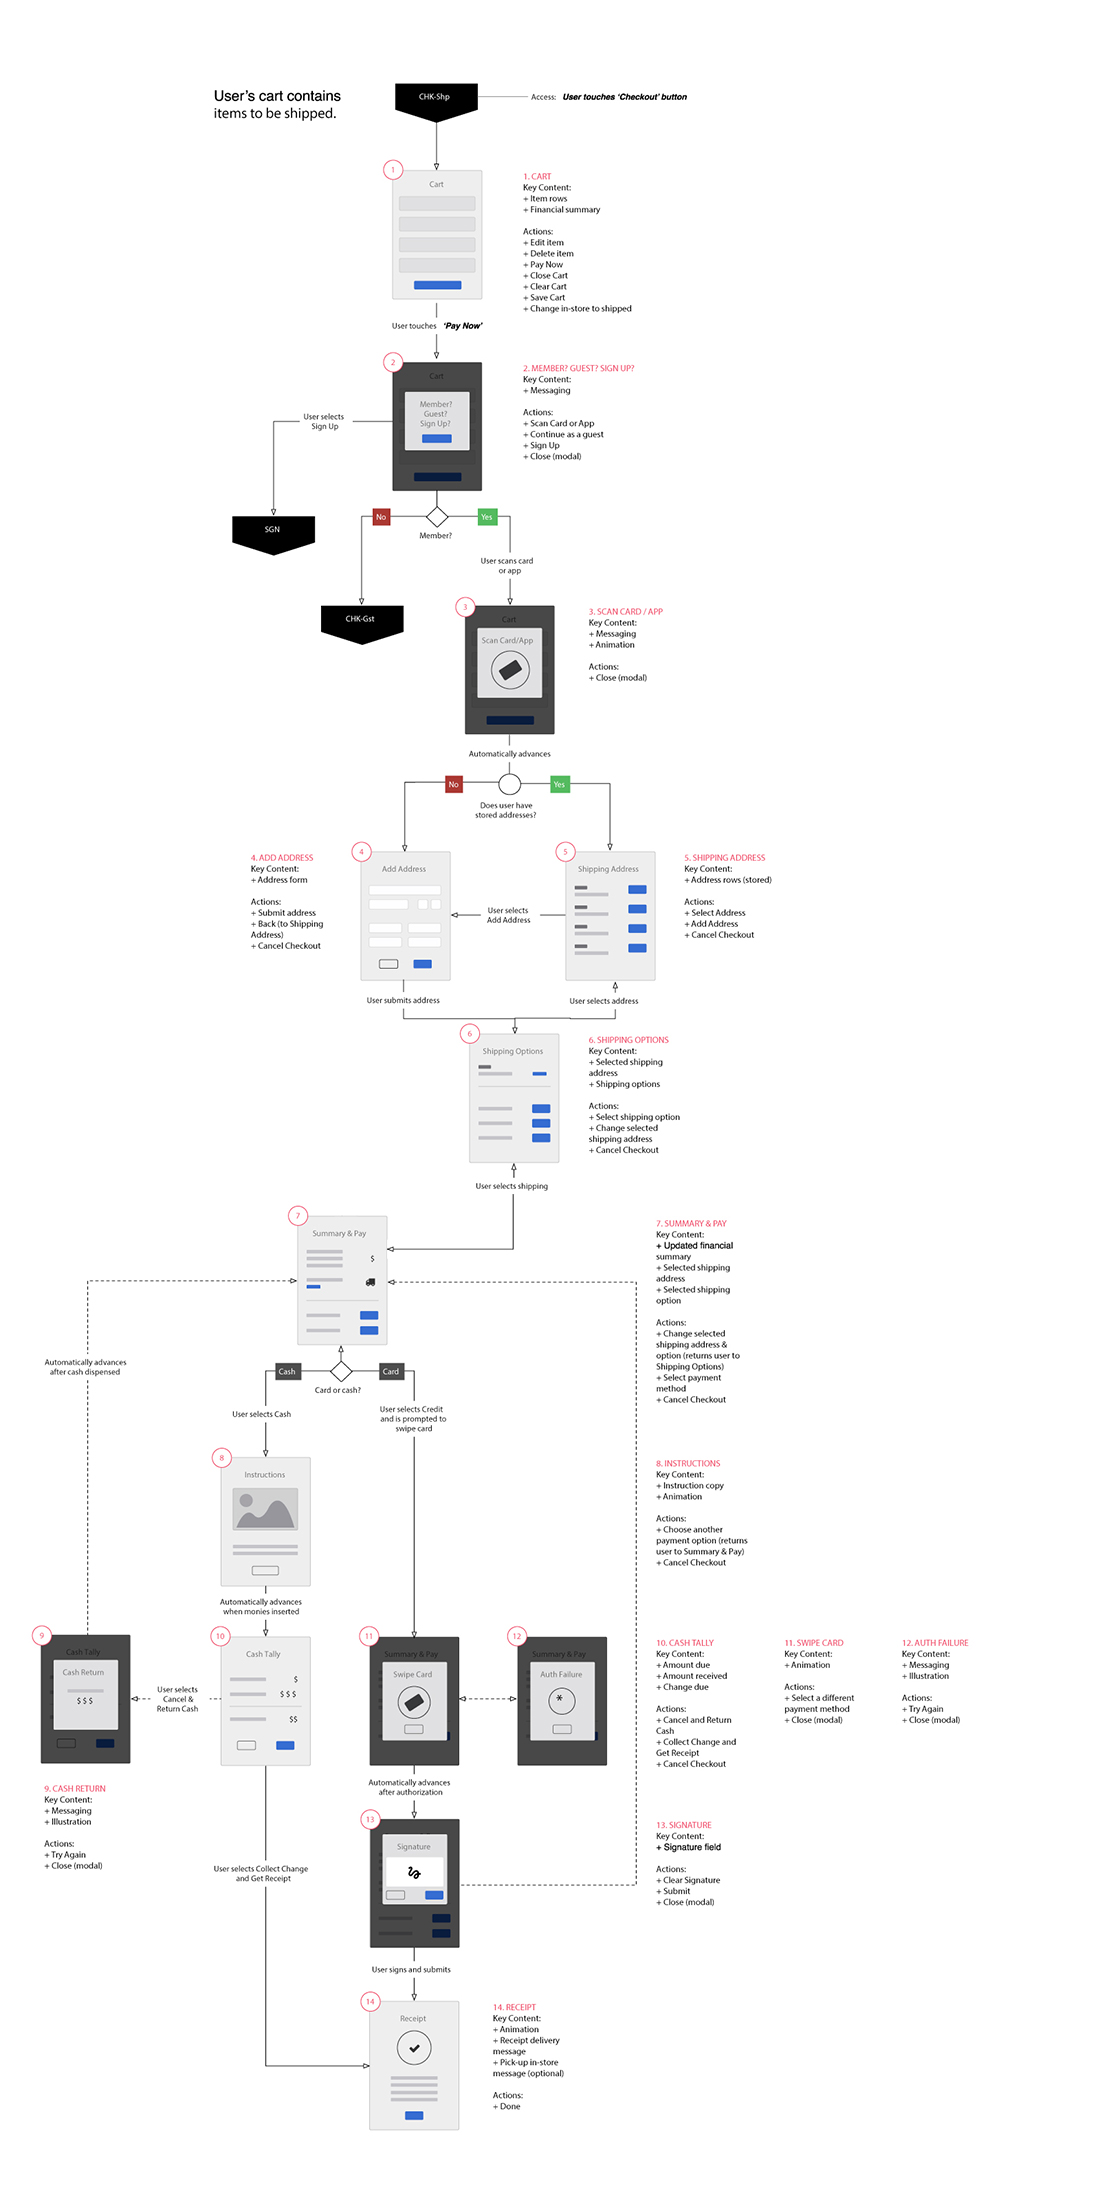 User's cart contains
items to be shipped.
CHK-Shp
Access: User touches 'Checkout' button
1
Cart
1. CART
Key Content:
+ Item rows
+ Financial summary
Actions:
+ Edit item
+ Delete item
+ Pay Now
+ Close Cart
+ Clear Cart
+ Save Cart
+ Change in-store to shipped
User touches 'Pay Now'
2
Cart
Member?
Guest?
Sign Up?
2. MEMBER? GUEST? SIGN UP?
Key Content:
+ Messaging
Actions:
+ Scan Card or App
+ Continue as a guest
+ Sign Up
+ Close (modal)
User selects
Sign Up
SGN
No
Yes
Member?
User scans card
or app
CHK-Gst
3
Cart
Scan Card/App
3. SCAN CARD / APP
Key Content:
+ Messaging
+ Animation
Actions:
+ Close (modal)
Automatically advances
No
Yes
Does user have
stored addresses?
4. ADD ADDRESS
Key Content:
+ Address form
Actions:
+ Submit address
+ Back (to Shipping
Address)
+ Cancel Checkout
4
Add Address
User selects
Add Address
5
Shipping Address
5. SHIPPING ADDRESS
Key Content:
+ Address rows (stored)
Actions:
+ Select Address
+ Add Address
+ Cancel Checkout
User submits address
User selects address
6
Shipping Options
6. SHIPPING OPTIONS
Key Content:
+ Selected shipping
address
+ Shipping options
Actions:
+ Select shipping option
+ Change selected
shipping address
+ Cancel Checkout
User selects shipping
7
Summary & Pay
$
7. SUMMARY & PAY
Key Content:
+ Updated financial
summary
+ Selected shipping
address
+ Selected shipping
option
Actions:
+ Change selected
shipping address &
option (returns user to
Shipping Options)
+ Select payment
method
+ Cancel Checkout
Automatically advances
after cash dispensed
Cash
Card
Card or cash?
User selects Cash
User selects Credit
and is prompted to
swipe card
8
Instructions
8. INSTRUCTIONS
Key Content:
+ Instruction copy
+ Animation
Actions:
+ Choose another
payment option (returns
user to Summary & Pay)
+ Cancel Checkout
Automatically advances
when monies inserted
9
Cash Tally
Cash Return
$ $ $
User selects
Cancel &
Return Cash
10
Cash Tally
$
$ $ $
$$
11
Summary & Pay
Swipe Card
12
Summary & Pay
Auth Failure
*
10. CASH TALLY
Key Content:
+ Amount due
+ Amount received
+ Change due
Actions:
+ Cancel and Return
Cash
+ Collect Change and
Get Receipt
+ Cancel Checkout
11. SWIPE CARD
Key Content:
+ Animation
Actions:
+ Select a different
payment method
+ Close (modal)
12. AUTH FAILURE
Key Content:
+ Messaging
+ Illustration
Actions:
+ Try Again
+ Close (modal)
9. CASH RETURN
Key Content:
+ Messaging
+ Illustration
Actions:
+ Try Again
+ Close (modal)
Automatically advances
after authorization
13
Signature
13. SIGNATURE
Key Content:
+ Signature field
Actions:
+ Clear Signature
+ Submit
+ Close (modal)
User selects Collect Change
and Get Receipt
User signs and submits
14
Receipt
14. RECEIPT
Key Content:
+ Animation
+ Receipt delivery
message
+ Pick-up in-store
message (optional)
Actions:
+ Done